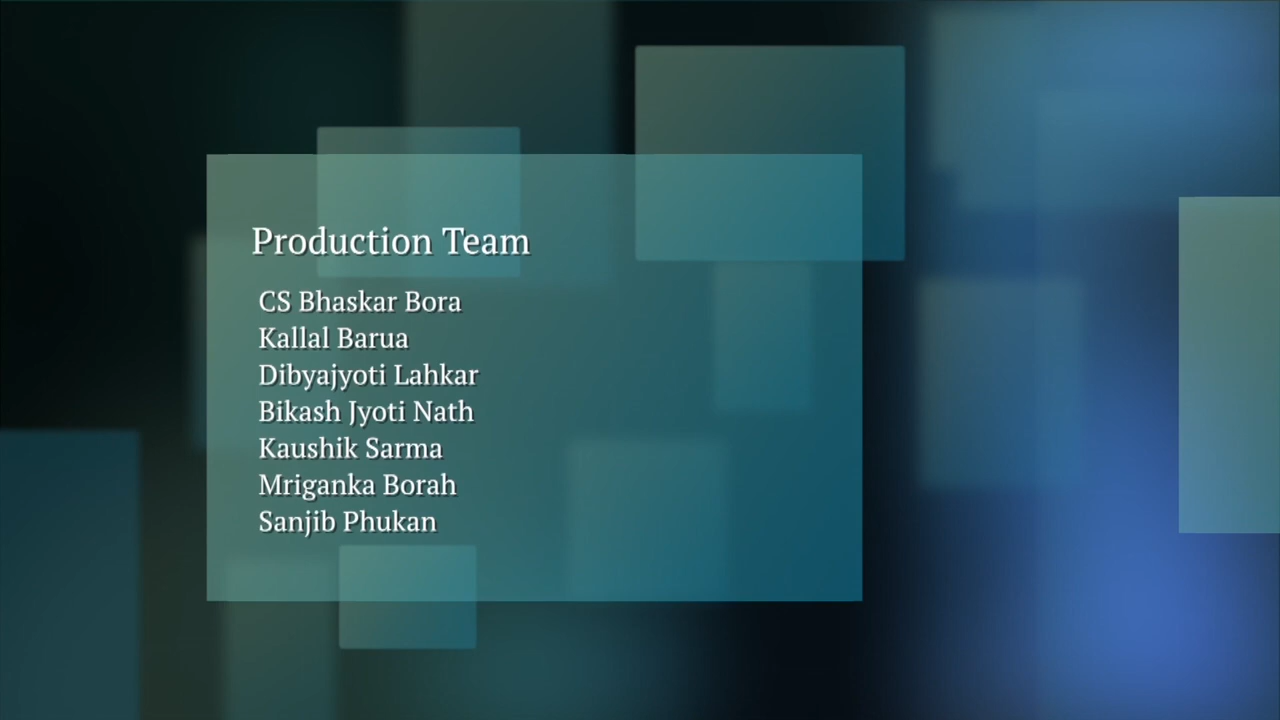 Production Team
CS Bhaskar Bora
Kallal Barua
Dibyajyoti Lahkar
Bikash Jyoti Nath
Kaushik Sarma
Mriganka Borah
Sanjib Phukan